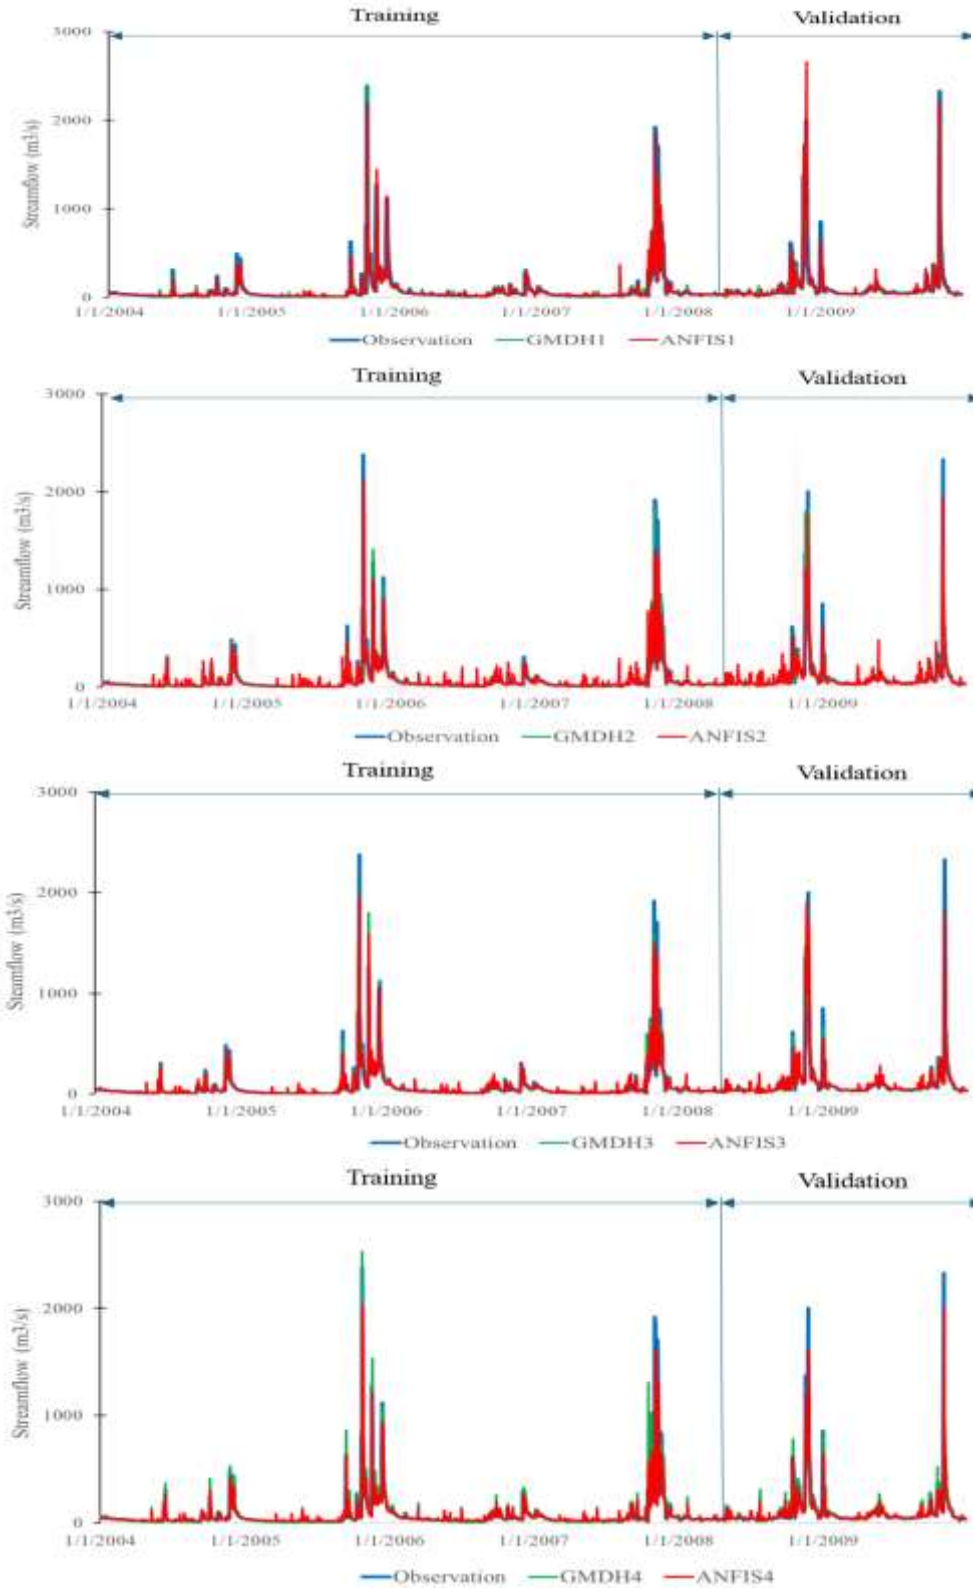 Training Validation
3000
2000
1000
0
Streamflow (m3/s)
1/1/2004 1/1/2005 1/1/2006 1/1/2007 1/1/2008 1/1/2009
Observation GMDH1 ANFIS1
Training Validation
3000
2000
1000
0
Streamflow (m3/s)
1/1/2004 1/1/2005 1/1/2006 1/1/2007 1/1/2008 1/1/2009
Observation GMDH2 ANFIS2
Training Validation
3000
2000
1000
0
Steamflow (m3/s)
1/1/2004 1/1/2005 1/1/2006 1/1/2007 1/1/2008 1/1/2009
Observation GMDH3 ANFIS3
Training Validation
3000
2000
1000
0
Streamflow (m3/s)
1/1/2004 1/1/2005 1/1/2006 1/1/2007 1/1/2008 1/1/2009
Observation GMDH4 ANFIS4